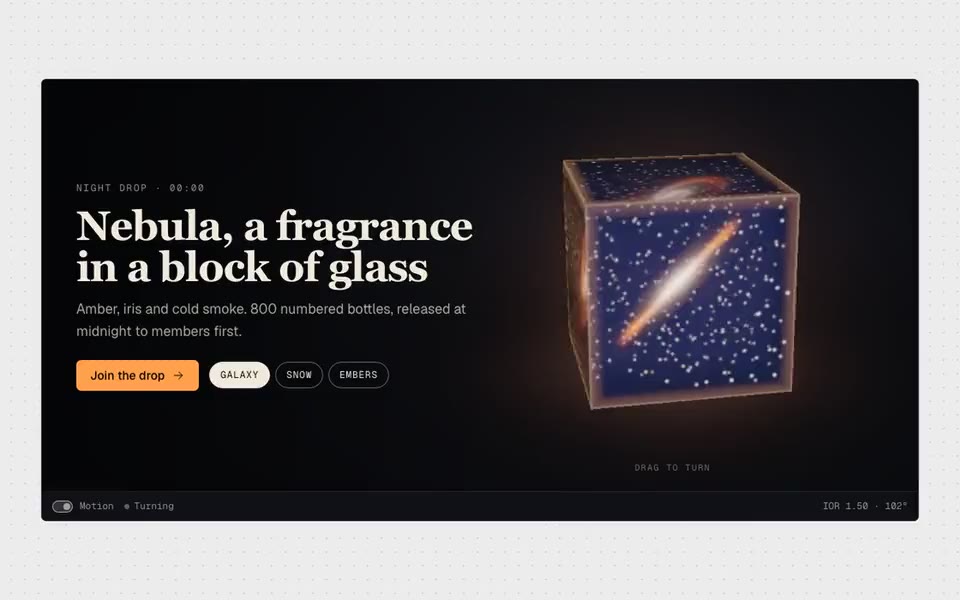 NIGHT DROP · 00:00
Nebula, a fragrance
in a block of glass
Amber, iris and cold smoke. 800 numbered bottles, released at
midnight to members first.
Join the drop →
GALAXY
SNOW
EMBERS
DRAG TO TURN
Motion
Turning
IOR 1.50 · 102°